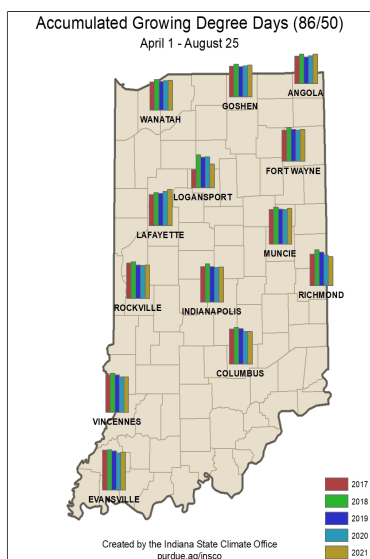 Accumulated Growing Degree Days (86/50)
April 1 - August 25
ANGOLA
GOSHEN
WANATAH
FORT WAYNE
LOGANSPORT
LAFAYETTE
MUNCIE
RICHMOND
ROCKVILLE
INDIANAPOLIS
COLUMBUS
VINCENNES
EVANSVILLE
2017
2018
2019
2020
2021
Created by the Indiana State Climate Office
purdue.ag/insco